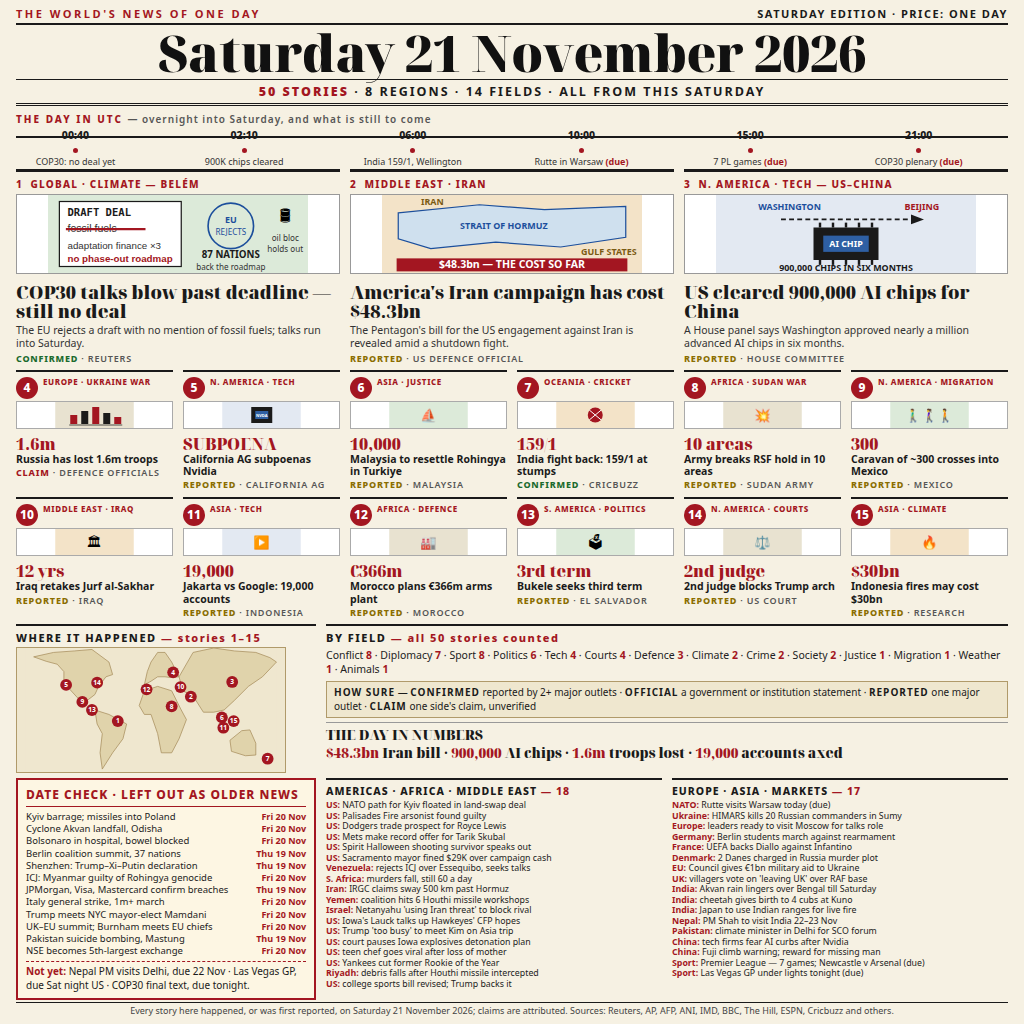 THE WORLD'S NEWS OF ONE DAY
SATURDAY EDITION · PRICE: ONE DAY
Saturday 21 November 2026
50 STORIES · 8 REGIONS · 14 FIELDS · ALL FROM THIS SATURDAY
THE DAY IN UTC — overnight into Saturday, and what is still to come
00:40 02:10 06:00 10:00 15:00 21:00
COP30: no deal yet 900K chips cleared India 159/1, Wellington Rutte in Warsaw (due) 7 PL games (due) COP30 plenary (due)
1 GLOBAL · CLIMATE — BELÉM
DRAFT DEAL
fossil fuels
adaptation finance ×3
no phase-out roadmap
EU
REJECTS
87 NATIONS
back the roadmap
oil bloc
holds out
COP30 talks blow past deadline —
still no deal
The EU rejects a draft with no mention of fossil fuels; talks run
into Saturday.
CONFIRMED · REUTERS
2 MIDDLE EAST · IRAN
IRAN
STRAIT OF HORMUZ
GULF STATES
$48.3bn — THE COST SO FAR
America's Iran campaign has cost
$48.3bn
The Pentagon's bill for the US engagement against Iran is
revealed amid a shutdown fight.
REPORTED · US DEFENCE OFFICIAL
3 N. AMERICA · TECH — US–CHINA
WASHINGTON
BEIJING
AI CHIP
900,000 CHIPS IN SIX MONTHS
US cleared 900,000 AI chips for
China
A House panel says Washington approved nearly a million
advanced AI chips in six months.
REPORTED · HOUSE COMMITTEE
4 EUROPE · UKRAINE WAR
1.6m
Russia has lost 1.6m troops
CLAIM · DEFENCE OFFICIALS
5 N. AMERICA · TECH
NVDA
SUBPOENA
California AG subpoenas
Nvidia
REPORTED · CALIFORNIA AG
6 ASIA · JUSTICE
10,000
Malaysia to resettle Rohingya
in Turkiye
REPORTED · MALAYSIA
7 OCEANIA · CRICKET
159/1
India fight back: 159/1 at
stumps
CONFIRMED · CRICBUZZ
8 AFRICA · SUDAN WAR
10 areas
Army breaks RSF hold in 10
areas
REPORTED · SUDAN ARMY
9 N. AMERICA · MIGRATION
300
Caravan of ~300 crosses into
Mexico
REPORTED · MEXICO
10 MIDDLE EAST · IRAQ
12 yrs
Iraq retakes Jurf al-Sakhar
REPORTED · IRAQ
11 ASIA · TECH
19,000
Jakarta vs Google: 19,000
accounts
REPORTED · INDONESIA
12 AFRICA · DEFENCE
€366m
Morocco plans €366m arms
plant
REPORTED · MOROCCO
13 S. AMERICA · POLITICS
3rd term
Bukele seeks third term
REPORTED · EL SALVADOR
14 N. AMERICA · COURTS
2nd judge
2nd judge blocks Trump arch
REPORTED · US COURT
15 ASIA · CLIMATE
$30bn
Indonesia fires may cost
$30bn
REPORTED · RESEARCH
WHERE IT HAPPENED — stories 1–15
4
5
14
3
10
12
2
9
13
8
6
15
1
11
7
BY FIELD — all 50 stories counted
Conflict 8 · Diplomacy 7 · Sport 8 · Politics 6 · Tech 4 · Courts 4 · Defence 3 · Climate 2 · Crime 2 · Society 2 · Justice 1 · Migration 1 · Weather
1 · Animals 1
HOW SURE — CONFIRMED reported by 2+ major outlets · OFFICIAL a government or institution statement · REPORTED one major
outlet · CLAIM one side's claim, unverified
THE DAY IN NUMBERS
$48.3bn Iran bill · 900,000 AI chips · 1.6m troops lost · 19,000 accounts axed
DATE CHECK · LEFT OUT AS OLDER NEWS
Kyiv barrage; missiles into Poland Fri 20 Nov
Cyclone Akvan landfall, Odisha Fri 20 Nov
Bolsonaro in hospital, bowel blocked Fri 20 Nov
Berlin coalition summit, 37 nations Thu 19 Nov
Shenzhen: Trump–Xi–Putin declaration Thu 19 Nov
ICJ: Myanmar guilty of Rohingya genocide Fri 20 Nov
JPMorgan, Visa, Mastercard confirm breaches Thu 19 Nov
Italy general strike, 1m+ march Fri 20 Nov
Trump meets NYC mayor-elect Mamdani Fri 20 Nov
UK–EU summit; Burnham meets EU chiefs Fri 20 Nov
Pakistan suicide bombing, Mastung Thu 19 Nov
NSE becomes 5th-largest exchange Fri 20 Nov
Not yet: Nepal PM visits Delhi, due 22 Nov · Las Vegas GP,
due Sat night US · COP30 final text, due tonight.
AMERICAS · AFRICA · MIDDLE EAST — 18
US: NATO path for Kyiv floated in land-swap deal
US: Palisades Fire arsonist found guilty
US: Dodgers trade prospect for Royce Lewis
US: Mets make record offer for Tarik Skubal
US: Spirit Halloween shooting survivor speaks out
US: Sacramento mayor fined $29K over campaign cash
Venezuela: rejects ICJ over Essequibo, seeks talks
S. Africa: murders fall, still 60 a day
Iran: IRGC claims sway 500 km past Hormuz
Yemen: coalition hits 6 Houthi missile workshops
Israel: Netanyahu 'using Iran threat' to block rival
US: Iowa's Lauck talks up Hawkeyes' CFP hopes
US: Trump 'too busy' to meet Kim on Asia trip
US: court pauses Iowa explosives detonation plan
US: teen chef goes viral after loss of mother
US: Yankees cut former Rookie of the Year
Riyadh: debris falls after Houthi missile intercepted
US: college sports bill revised; Trump backs it
EUROPE · ASIA · MARKETS — 17
NATO: Rutte visits Warsaw today (due)
Ukraine: HIMARS kills 20 Russian commanders in Sumy
Europe: leaders ready to visit Moscow for talks role
Germany: Berlin students march against rearmament
France: UEFA backs Diallo against Infantino
Denmark: 2 Danes charged in Russia murder plot
EU: Council gives €1bn military aid to Ukraine
UK: villagers vote on 'leaving UK' over RAF base
India: Akvan rain lingers over Bengal till Saturday
India: cheetah gives birth to 4 cubs at Kuno
India: Japan to use Indian ranges for live fire
Nepal: PM Shah to visit India 22–23 Nov
Pakistan: climate minister in Delhi for SCO forum
China: tech firms fear AI curbs after Nvidia
China: Fuji climb warning; reward for missing man
Sport: Premier League — 7 games; Newcastle v Arsenal (due)
Sport: Las Vegas GP under lights tonight (due)
Every story here happened, or was first reported, on Saturday 21 November 2026; claims are attributed. Sources: Reuters, AP, AFP, ANI, IMD, BBC, The Hill, ESPN, Cricbuzz and others.